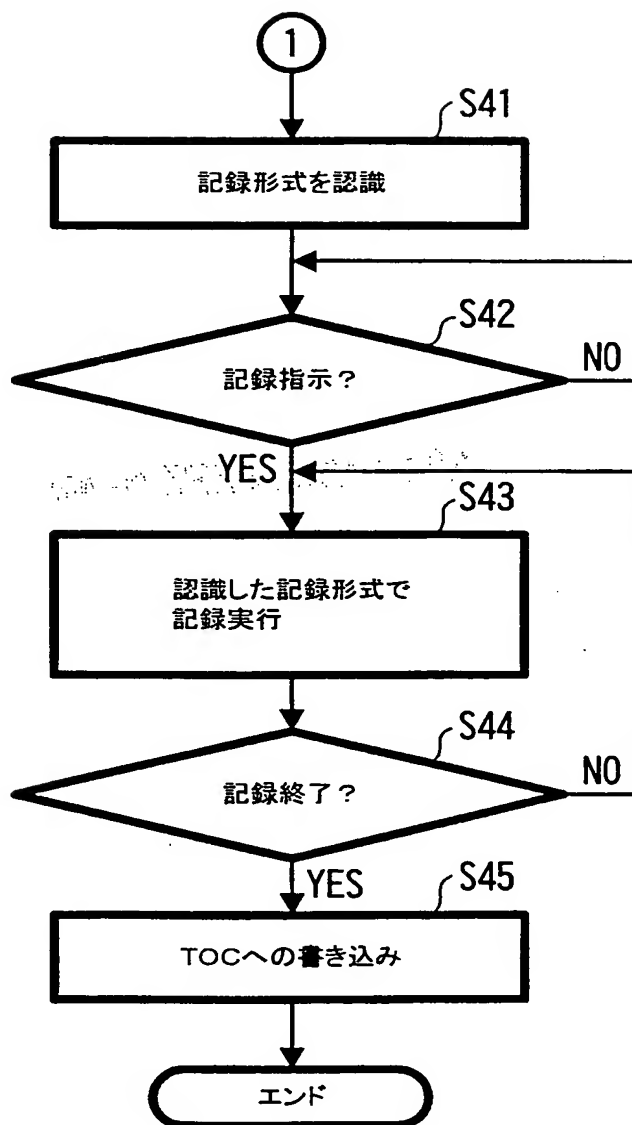 1
S41
記録形式を認識
S42
記録指示?
NO
YES
S43
認識した記録形式で
記録実行
S44
記録終了?
NO
YES
S45
TOCへの書き込み
エンド